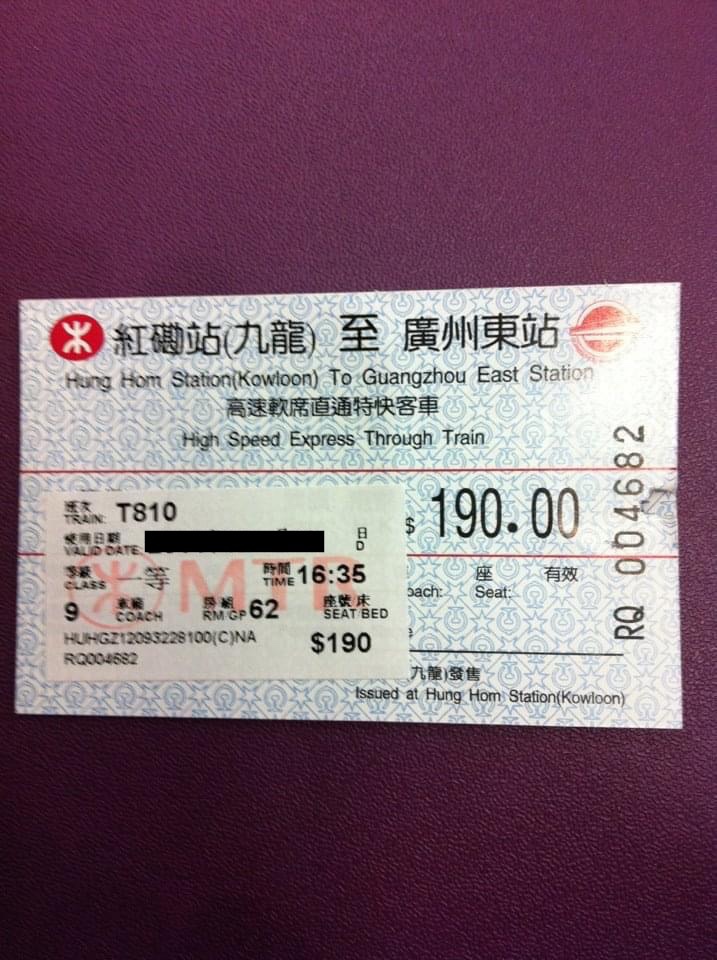 紅磡站(九龍) 至 廣州東站
Hung Hom Station(Kowloon) To Guangzhou East Station
高速軟席直通特快客車
High Speed Express Through Train
班次
TRAIN: T810
使用日期 日
VALID DATE: D
等級 一等 時間
CLASS TIME 16:35
9 車廂 房/組 62 座號/床
COACH RM/GP SEAT/BED
HUHGZ12093228100(C)NA $190
RQ004682
MTR
$ 190.00
座 有效
oach: Seat:
九龍)發售
Issued at Hung Hom Station(Kowloon)
RQ 004682